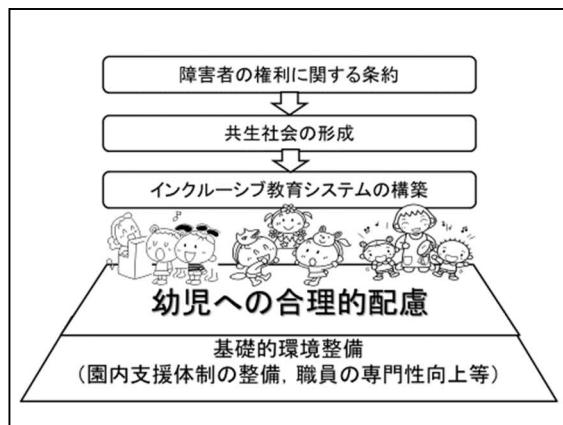 障害者の権利に関する条約
共生社会の形成
インクルーシブ教育システムの構築
幼児への合理的配慮
基礎的環境整備
（園内支援体制の整備，職員の専門性向上等）